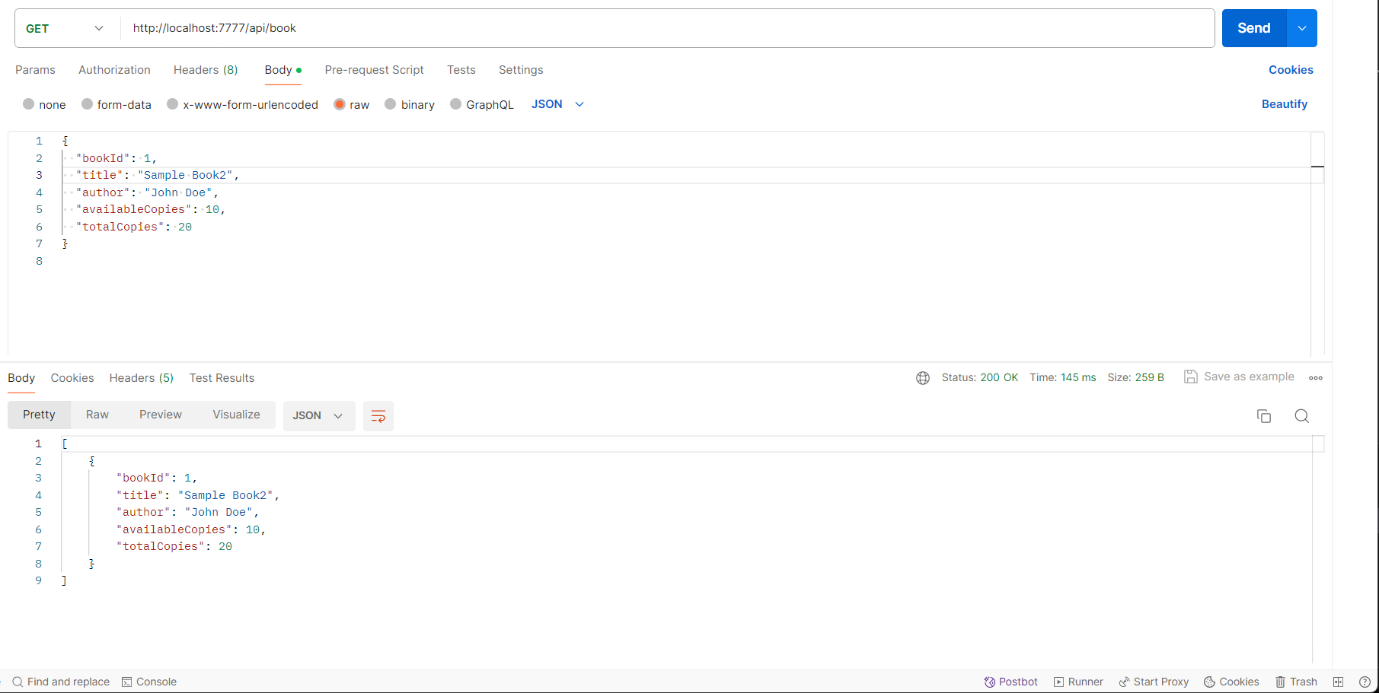 GET http://localhost:7777/api/book Send
Params Authorization Headers (8) Body Pre-request Script Tests Settings Cookies
none form-data x-www-form-urlencoded raw binary GraphQL JSON Beautify
1 {
2 "bookId": 1,
3 "title": "Sample Book2",
4 "author": "John Doe",
5 "availableCopies": 10,
6 "totalCopies": 20
7 }
8
Body Cookies Headers (5) Test Results Status: 200 OK Time: 145 ms Size: 259 B Save as example
Pretty Raw Preview Visualize JSON
1 [
2 {
3 "bookId": 1,
4 "title": "Sample Book2",
5 "author": "John Doe",
6 "availableCopies": 10,
7 "totalCopies": 20
8 }
9 ]
Find and replace Console Postbot Runner Start Proxy Cookies Trash